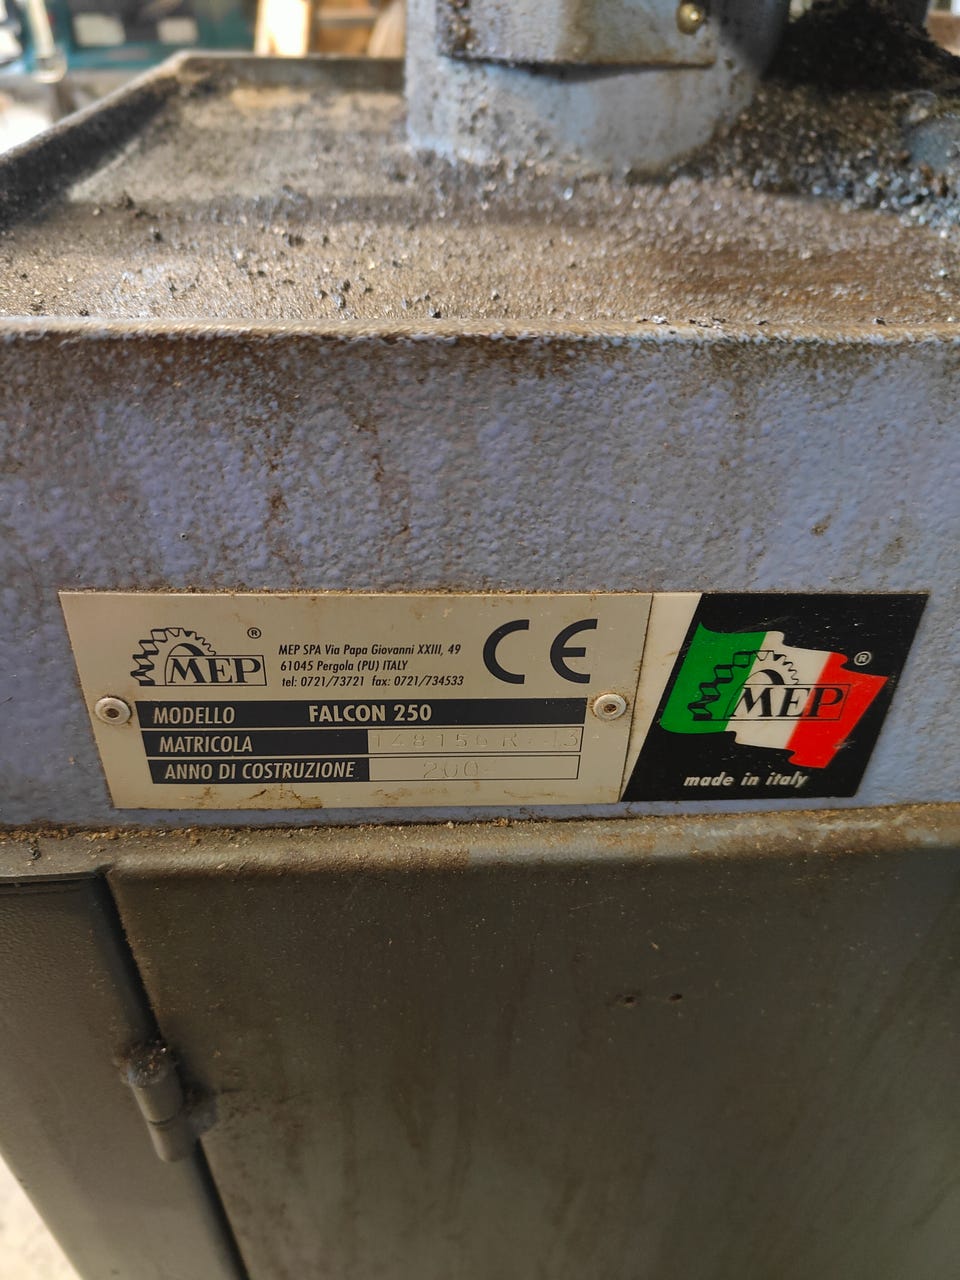 MEP ®
MEP SPA Via Papa Giovanni XXIII, 49
61045 Pergola (PU) ITALY
tel: 0721/73721 fax: 0721/734533
CE
MODELLO FALCON 250
MATRICOLA
ANNO DI COSTRUZIONE
MEP ®
made in italy